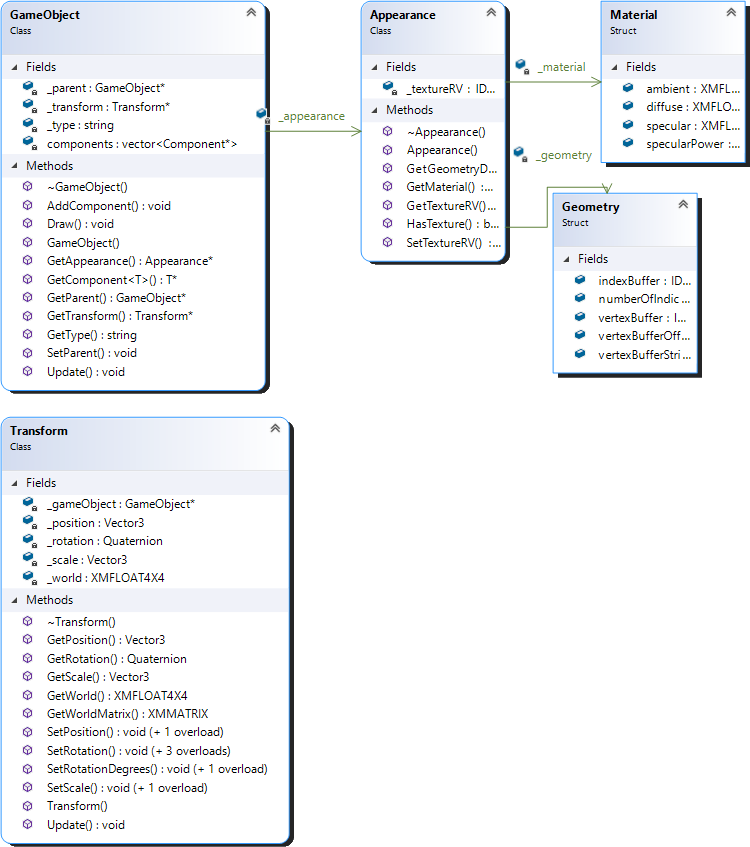 GameObject
Class
Fields
_parent : GameObject*
_transform : Transform*
_type : string
components : vector<Component*>
Methods
~GameObject()
AddComponent() : void
Draw() : void
GameObject()
GetAppearance() : Appearance*
GetComponent<T>() : T*
GetParent() : GameObject*
GetTransform() : Transform*
GetType() : string
SetParent() : void
Update() : void
_appearance
Appearance
Class
Fields
_textureRV : ID...
Methods
~Appearance()
Appearance()
GetGeometryD...
GetMaterial() :...
GetTextureRV()...
HasTexture() : b...
SetTextureRV() :...
_material
_geometry
Material
Struct
Fields
ambient : XMFL...
diffuse : XMFLO...
specular : XMFL...
specularPower :...
Geometry
Struct
Fields
indexBuffer : ID...
numberOfIndic...
vertexBuffer : I...
vertexBufferOff...
vertexBufferStri...
Transform
Class
Fields
_gameObject : GameObject*
_position : Vector3
_rotation : Quaternion
_scale : Vector3
_world : XMFLOAT4X4
Methods
~Transform()
GetPosition() : Vector3
GetRotation() : Quaternion
GetScale() : Vector3
GetWorld() : XMFLOAT4X4
GetWorldMatrix() : XMMATRIX
SetPosition() : void (+ 1 overload)
SetRotation() : void (+ 3 overloads)
SetRotationDegrees() : void (+ 1 overload)
SetScale() : void (+ 1 overload)
Transform()
Update() : void